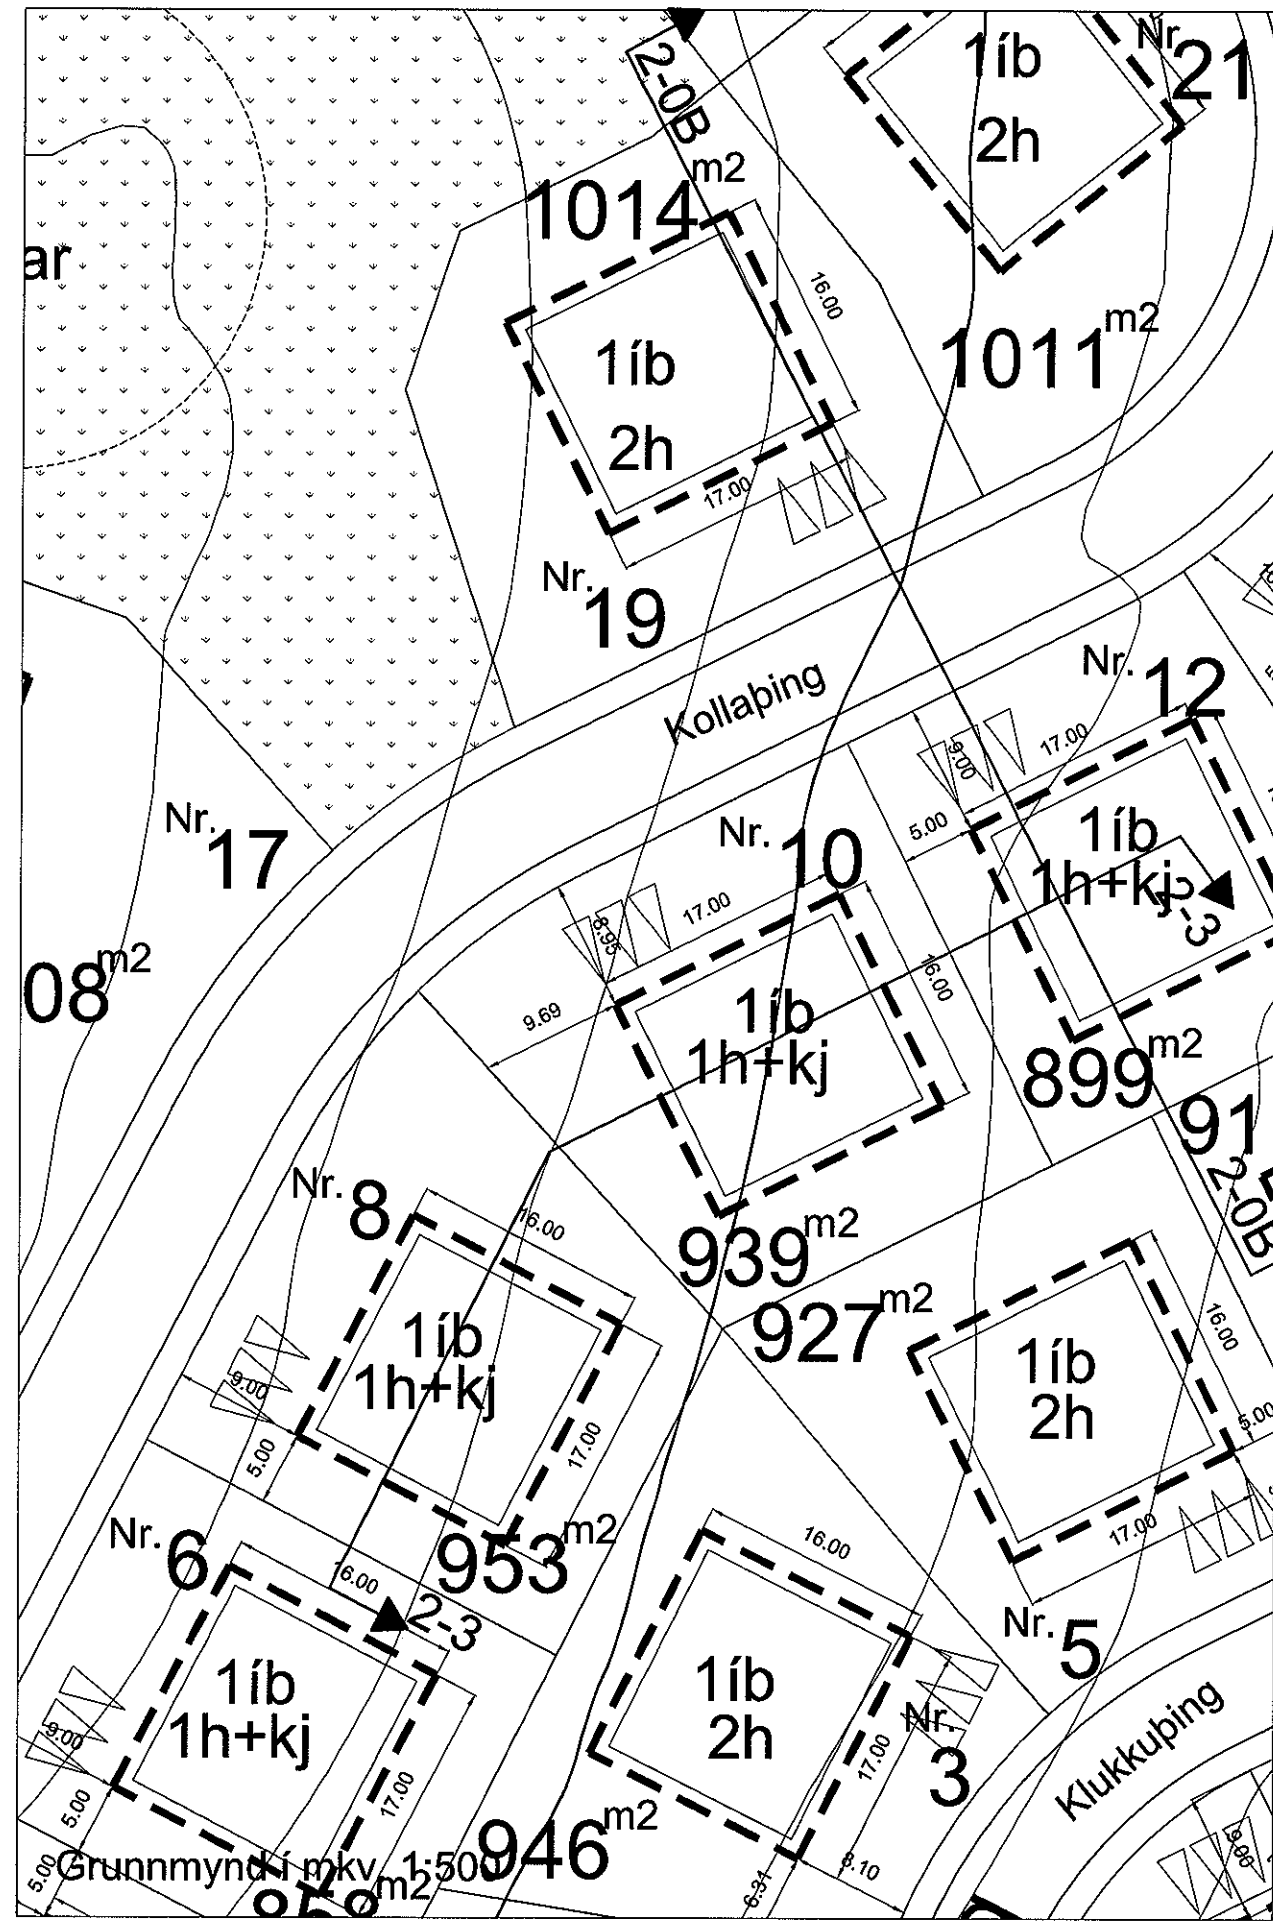 2-0B
1íb
2h
Nr.
21
1014 m2
ar
16.00
1íb
2h
1011 m2
17.00
Nr.
19
Kollaþing
Nr.
12
9.00
17.00
5.00
1íb
1h+kj
2-3
Nr.
17
Nr.
10
17.00
8.95
16.00
9.69
1íb
1h+kj
08 m2
899 m2
91
2-0B
Nr.
8
16.00
939 m2
927 m2
1íb
1h+kj
9.00
5.00
17.00
1íb
2h
16.00
5.00
17.00
Nr.
6
953 m2
16.00
2-3
16.00
Nr.
5
1íb
1h+kj
9.00
5.00
17.00
1íb
2h
Nr.
3
17.00
Klukkuþing
946 m2
8.10
6.31
9.00
5.00
Grunnmynd í mkv. 1:500
858 m2